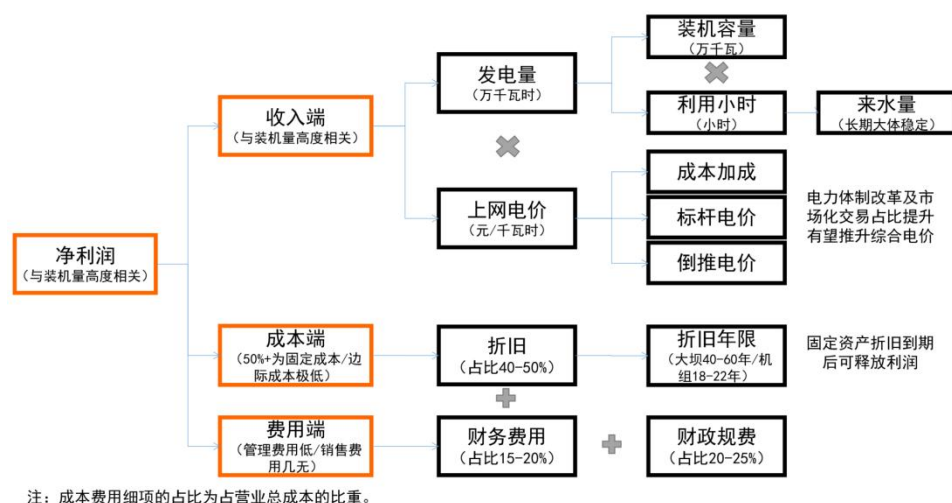 装机容量
（万千瓦）
发电量
（万千瓦时）
收入端
（与装机量高度相关）
利用小时
（小时）
来水量
（长期大体稳定）
成本加成
上网电价
（元/千瓦时）
标杆电价
倒推电价
电力体制改革及市
场化交易占比提升
有望推升综合电价
净利润
（与装机量高度相关）
成本端
（50%+为固定成本/边
际成本极低）
折旧
（占比40-50%）
折旧年限
（大坝40-60年/机
组18-22年）
固定资产折旧到期
后可释放利润
费用端
（管理费用低/销售费
用几无）
财务费用
（占比15-20%）
财政规费
（占比20-25%）
注：成本费用细项的占比为占营业总成本的比重。